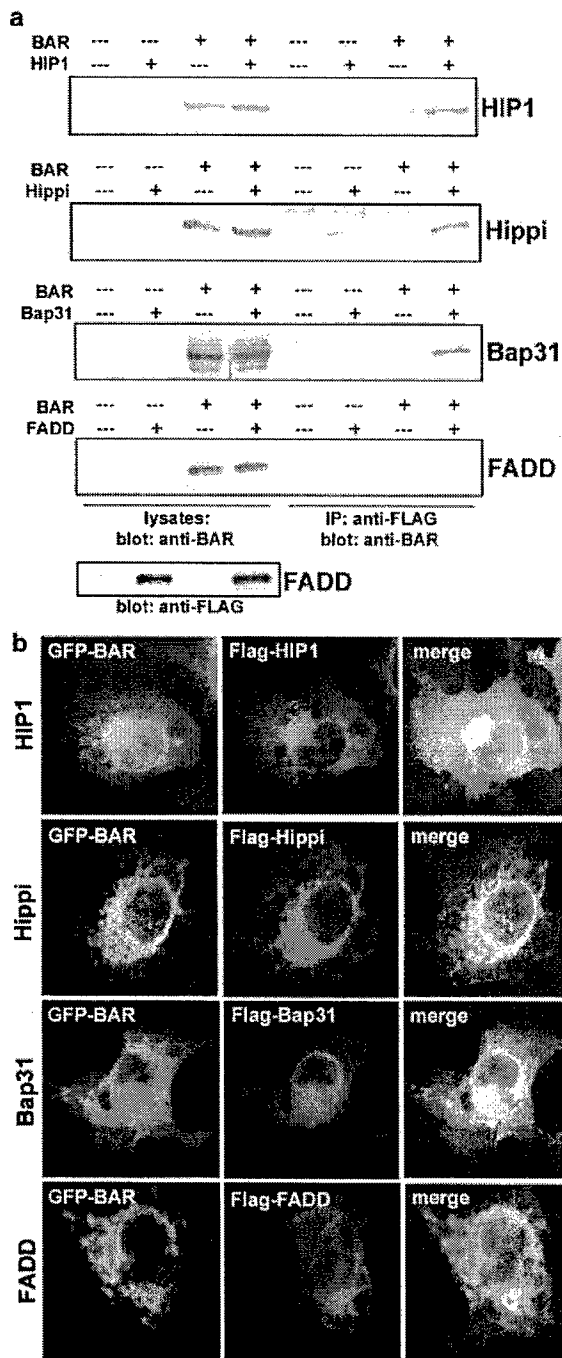 a
BAR --- --- + + --- --- + +
HIP1 --- + --- + --- + --- +
HIP1
BAR --- --- + + --- --- + +
Hippi --- + --- + --- + --- +
Hippi
BAR --- --- + + --- --- + +
Bap31 --- + --- + --- + --- +
Bap31
BAR --- --- + + --- --- + +
FADD --- + --- + --- + --- +
FADD
lysates: IP: anti-FLAG
blot: anti-BAR blot: anti-BAR
FADD
blot: anti-FLAG
b
GFP-BAR Flag-HIP1 merge
HIP1
GFP-BAR Flag-Hippi merge
Hippi
GFP-BAR Flag-Bap31 merge
Bap31
GFP-BAR Flag-FADD merge
FADD